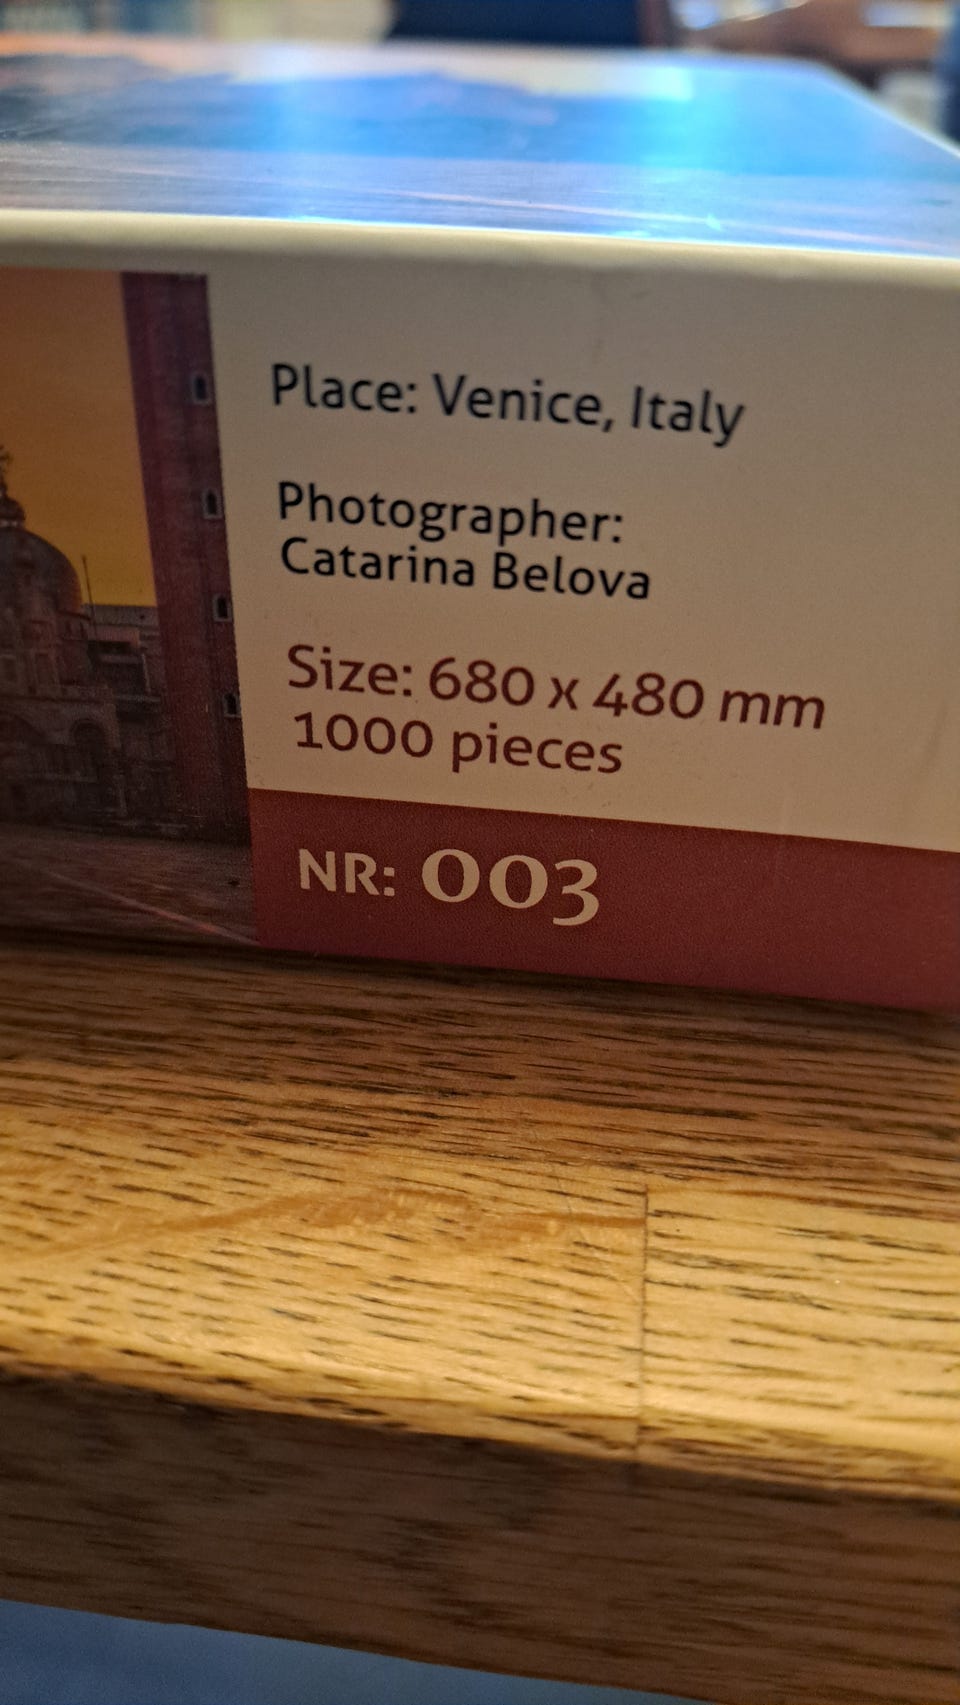 Place: Venice, Italy
Photographer:
Catarina Belova
Size: 680 x 480 mm
1000 pieces
NR: 003